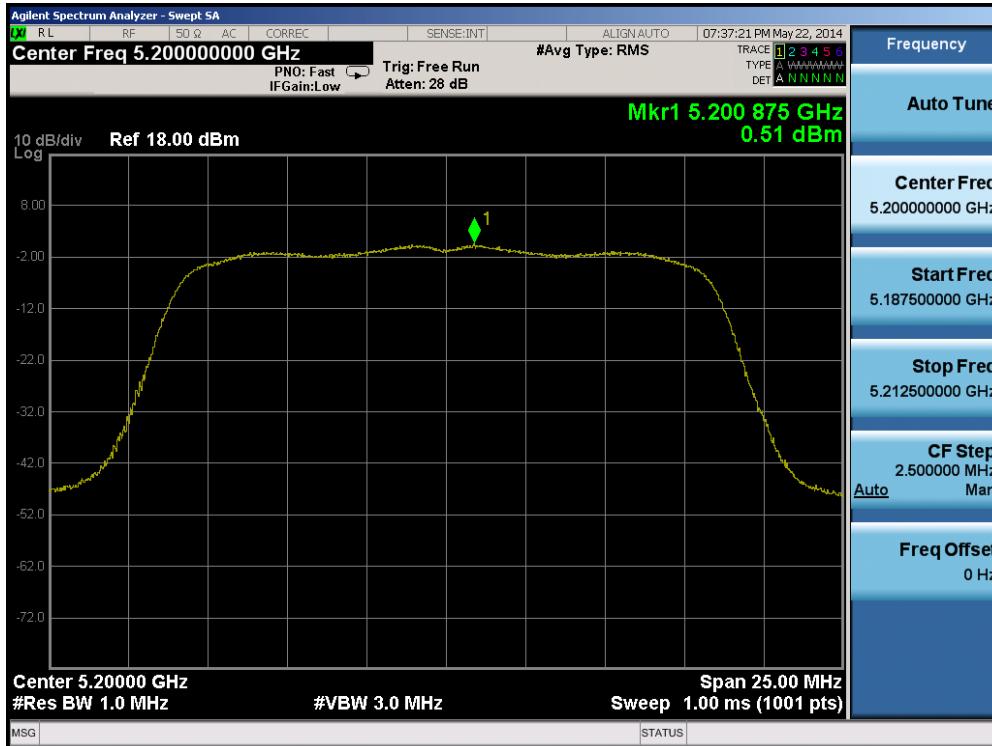 Agilent Spectrum Analyzer - Swept SA
LXI RL RF 50 Ω AC CORREC SENSE:INT ALIGN AUTO 07:37:21 PM May 22, 2014
Center Freq 5.200000000 GHz
#Avg Type: RMS
TRACE 1 2 3 4 5 6
PNO: Fast
Trig: Free Run
TYPE A WWWWW
IFGain:Low
Atten: 28 dB
DET A N N N N N
Mkr1 5.200 875 GHz
0.51 dBm
10 dB/div Ref 18.00 dBm
Log
8.00
1
-2.00
-12.0
-22.0
-32.0
-42.0
-52.0
-62.0
-72.0
Center 5.20000 GHz Span 25.00 MHz
#Res BW 1.0 MHz #VBW 3.0 MHz Sweep 1.00 ms (1001 pts)
MSG STATUS
Frequency
Auto Tune
Center Freq
5.200000000 GHz
Start Freq
5.187500000 GHz
Stop Freq
5.212500000 GHz
CF Step
2.500000 MHz
Auto Man
Freq Offset
0 Hz